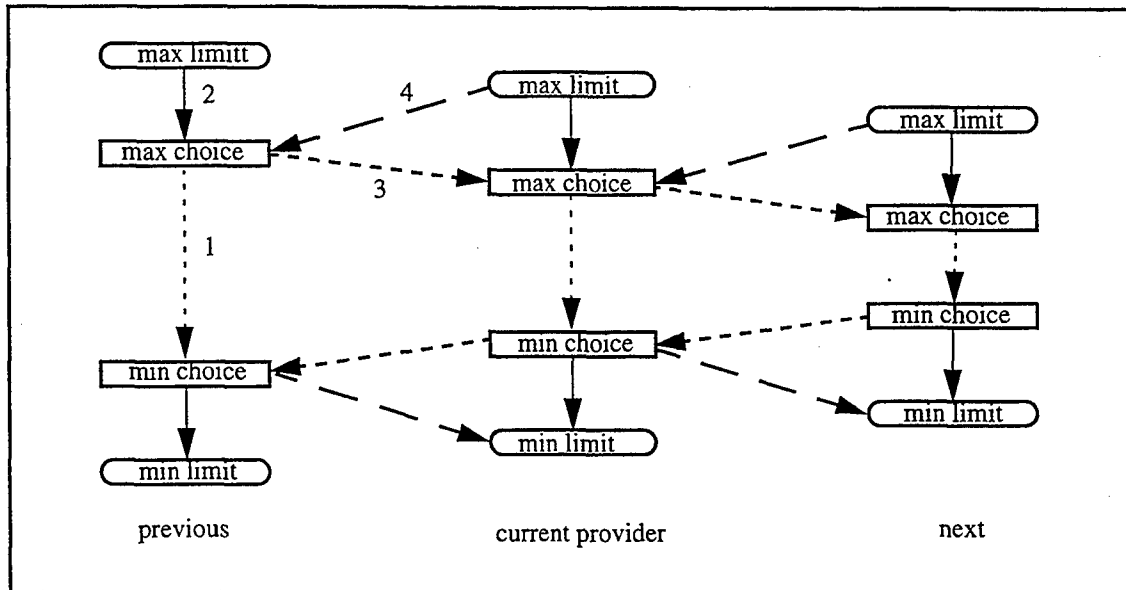 max limitt
2
4
max limit
max limit
max choice
3
max choice
max choice
1
min choice
min choice
min choice
min limit
min limit
min limit
previous
current provider
next